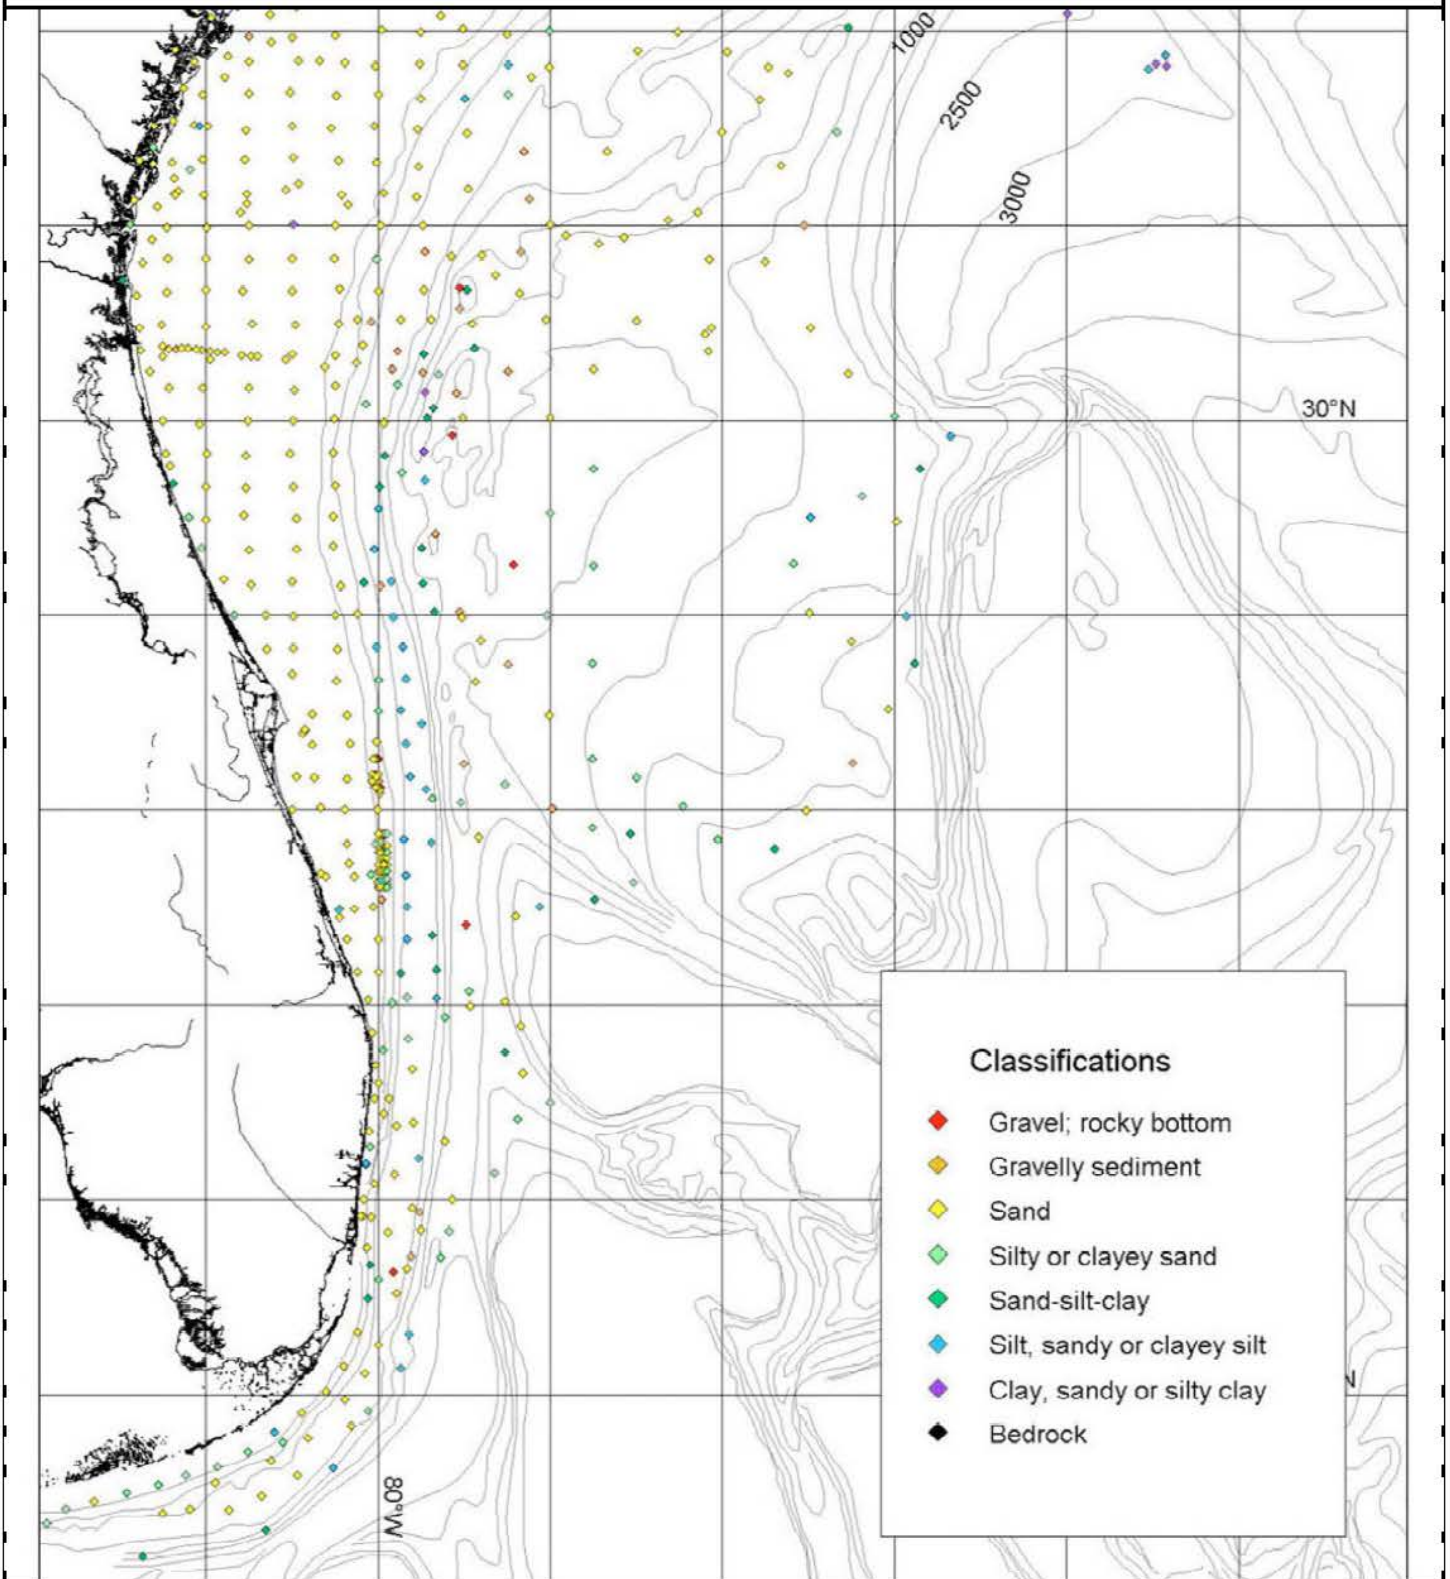 1000
2500
3000
30°N
Classifications
Gravel; rocky bottom
Gravelly sediment
Sand
Silty or clayey sand
Sand-silt-clay
Silt, sandy or clayey silt
Clay, sandy or silty clay
Bedrock
N
80°W